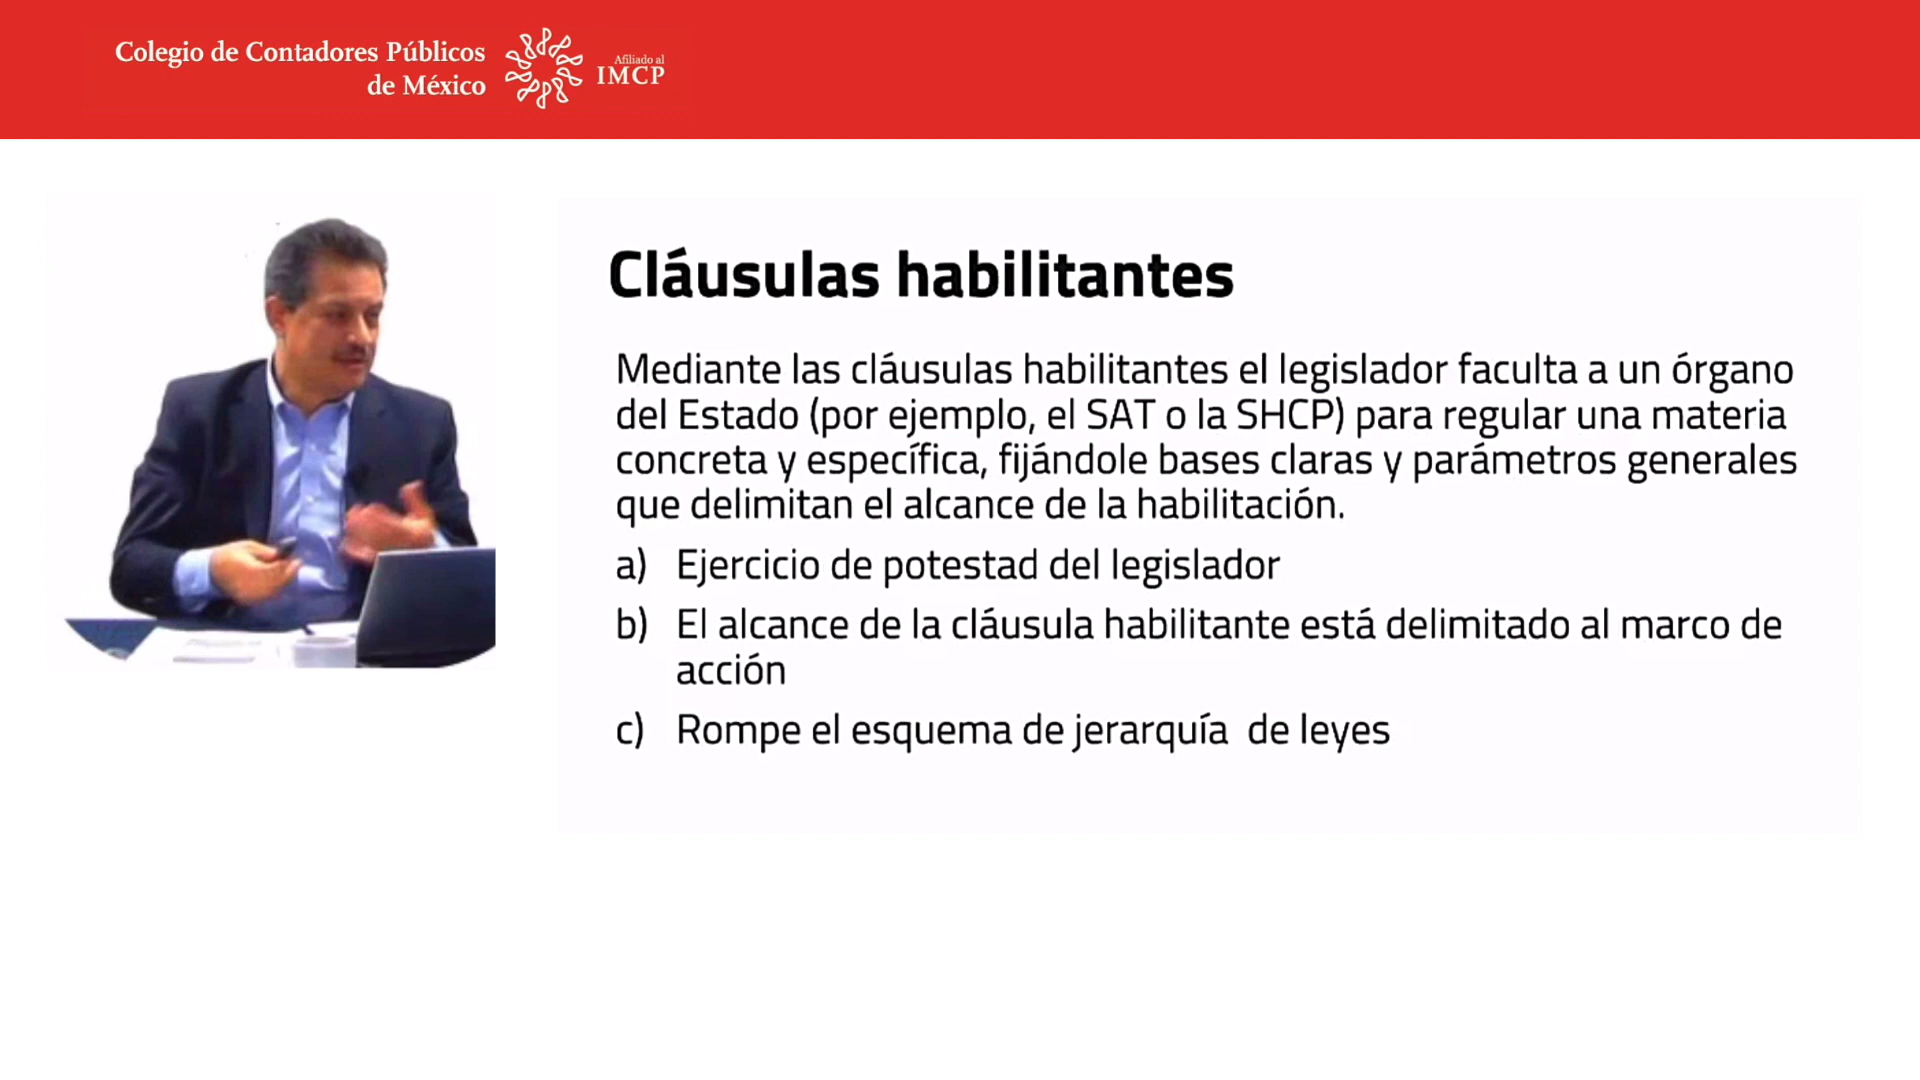 Colegio de Contadores Públicos
de México
Afiliado al
IMCP
Cláusulas habilitantes
Mediante las cláusulas habilitantes el legislador faculta a un órgano
del Estado (por ejemplo, el SAT o la SHCP) para regular una materia
concreta y específica, fijándole bases claras y parámetros generales
que delimitan el alcance de la habilitación.
a) Ejercicio de potestad del legislador
b) El alcance de la cláusula habilitante está delimitado al marco de
acción
c) Rompe el esquema de jerarquía de leyes